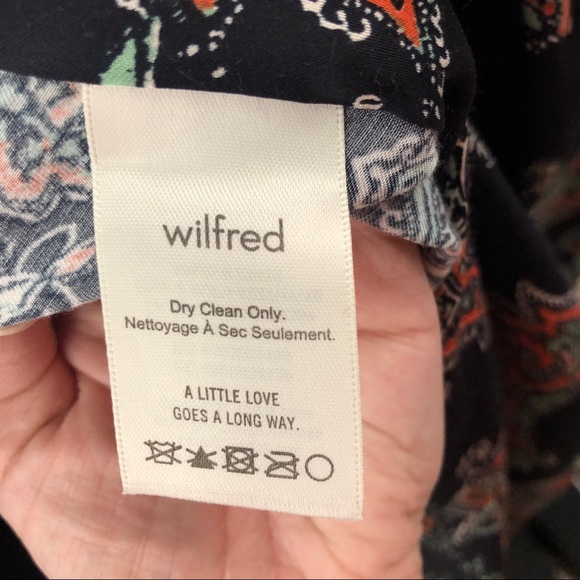 wilfred
Dry Clean Only.
Nettoyage À Sec Seulement.
A LITTLE LOVE
GOES A LONG WAY.